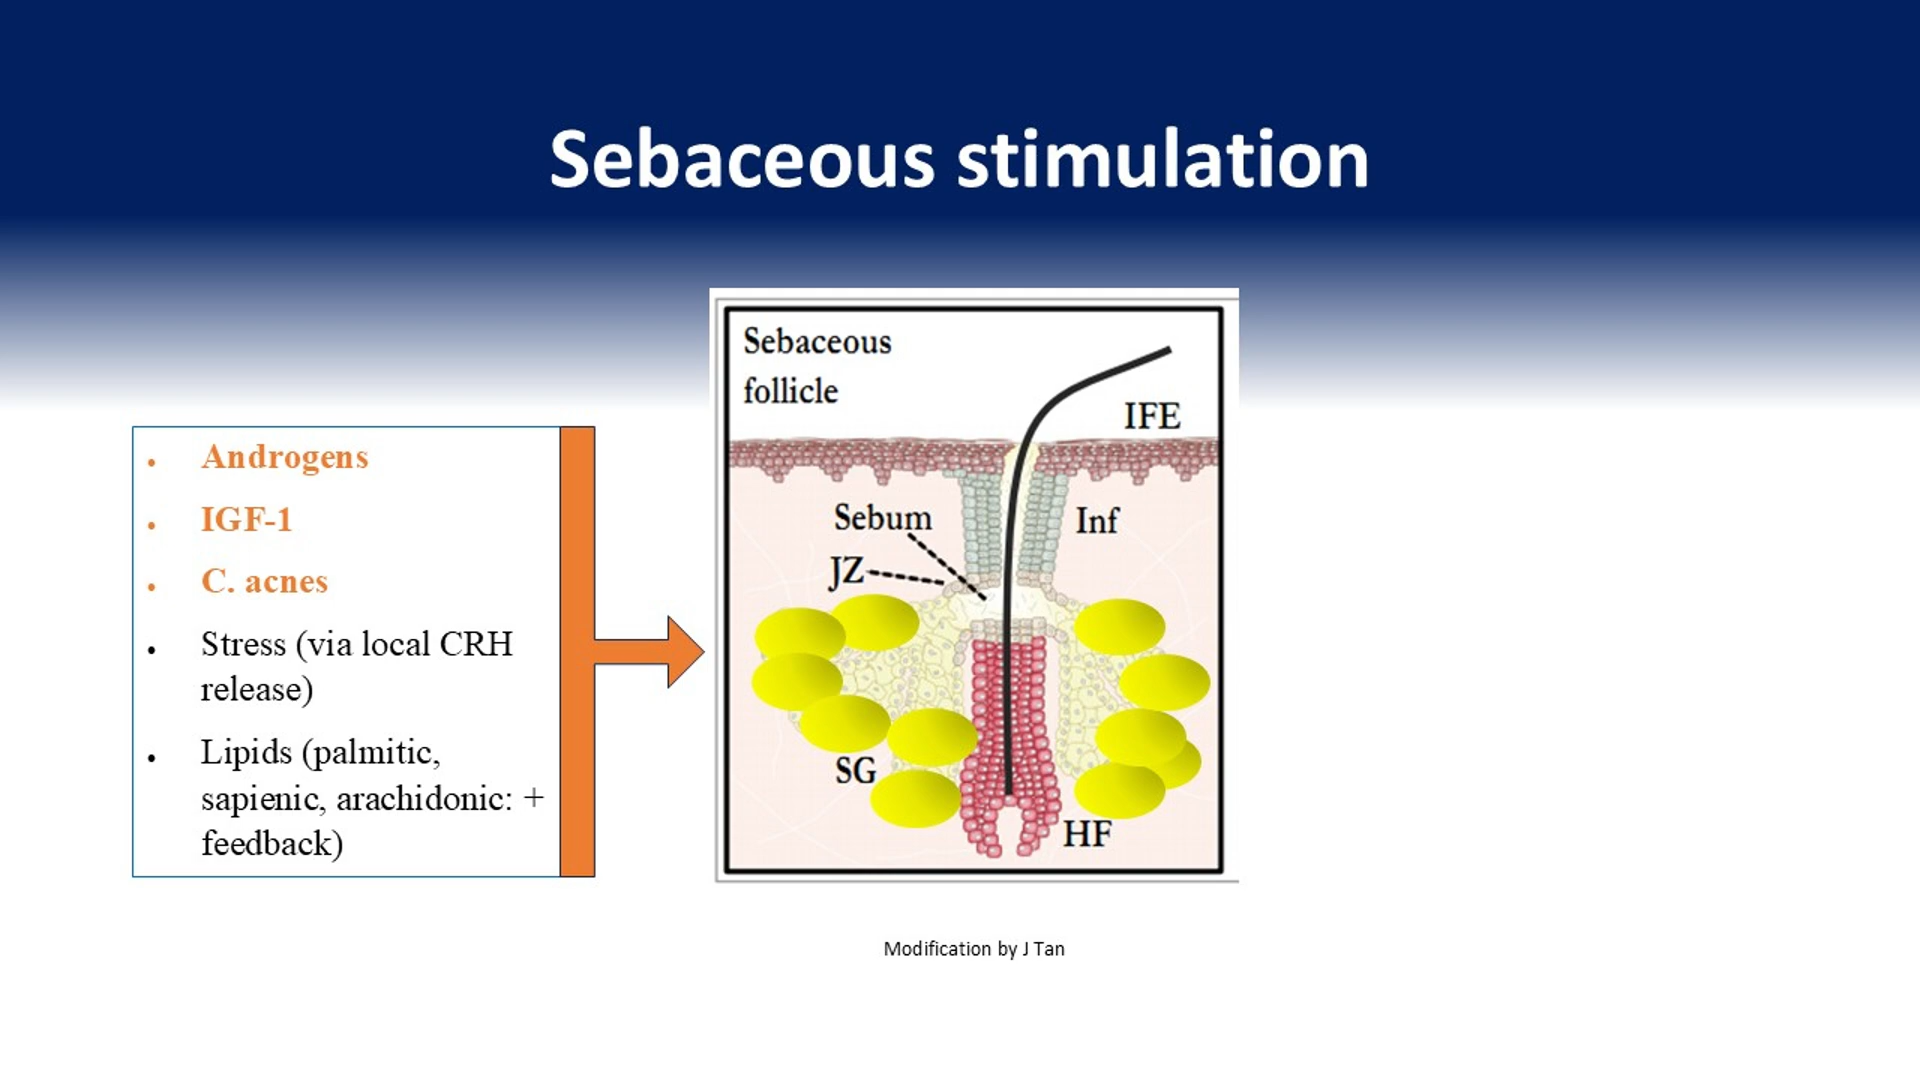 Sebaceous stimulation
• Androgens
• IGF-1
• C. acnes
• Stress (via local CRH
release)
• Lipids (palmitic,
sapienic, arachidonic: +
feedback)
Sebaceous
follicle
IFE
Sebum
Inf
JZ
SG
HF
Modification by J Tan